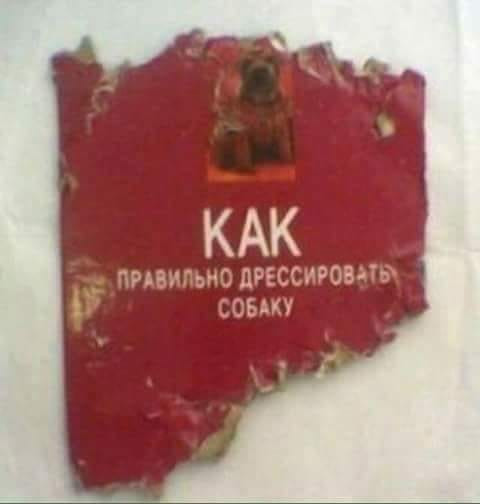 КАК
ПРАВИЛЬНО ДРЕССИРОВАТЬ
СОБАКУ